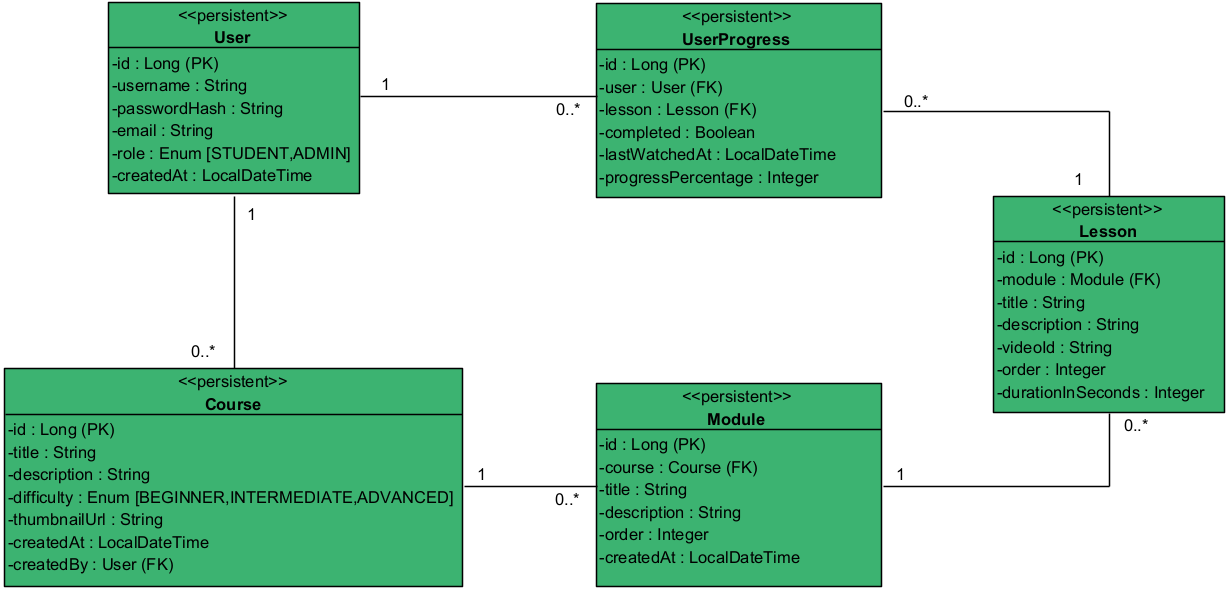 <<persistent>>
User
-id : Long (PK)
-username : String
-passwordHash : String
-email : String
-role : Enum [STUDENT,ADMIN]
-createdAt : LocalDateTime
1
0..*
<<persistent>>
UserProgress
-id : Long (PK)
-user : User (FK)
-lesson : Lesson (FK)
-completed : Boolean
-lastWatchedAt : LocalDateTime
-progressPercentage : Integer
0..*
1
<<persistent>>
Lesson
-id : Long (PK)
-module : Module (FK)
-title : String
-description : String
-videoId : String
-order : Integer
-durationInSeconds : Integer
0..*
1
1
0..*
<<persistent>>
Course
-id : Long (PK)
-title : String
-description : String
-difficulty : Enum [BEGINNER,INTERMEDIATE,ADVANCED]
-thumbnailUrl : String
-createdAt : LocalDateTime
-createdBy : User (FK)
1
0..*
<<persistent>>
Module
-id : Long (PK)
-course : Course (FK)
-title : String
-description : String
-order : Integer
-createdAt : LocalDateTime